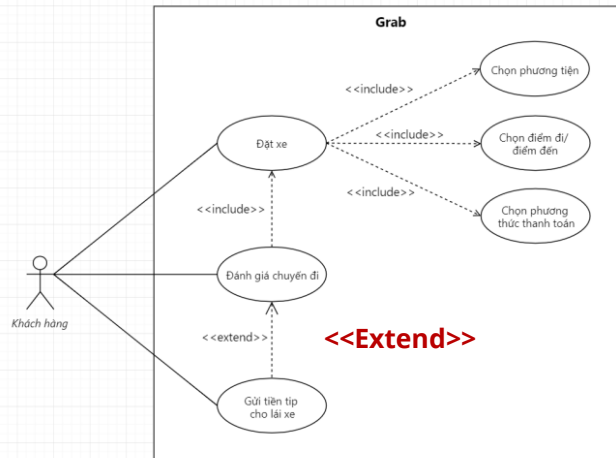 Grab
Chọn phương tiện
<<include>>
Đặt xe
<<include>>
Chọn điểm đi/
điểm đến
<<include>>
Chọn phương
thức thanh toán
<<include>>
Đánh giá chuyến đi
Khách hàng
<<extend>>
<<Extend>>
Gửi tiền tip
cho lái xe